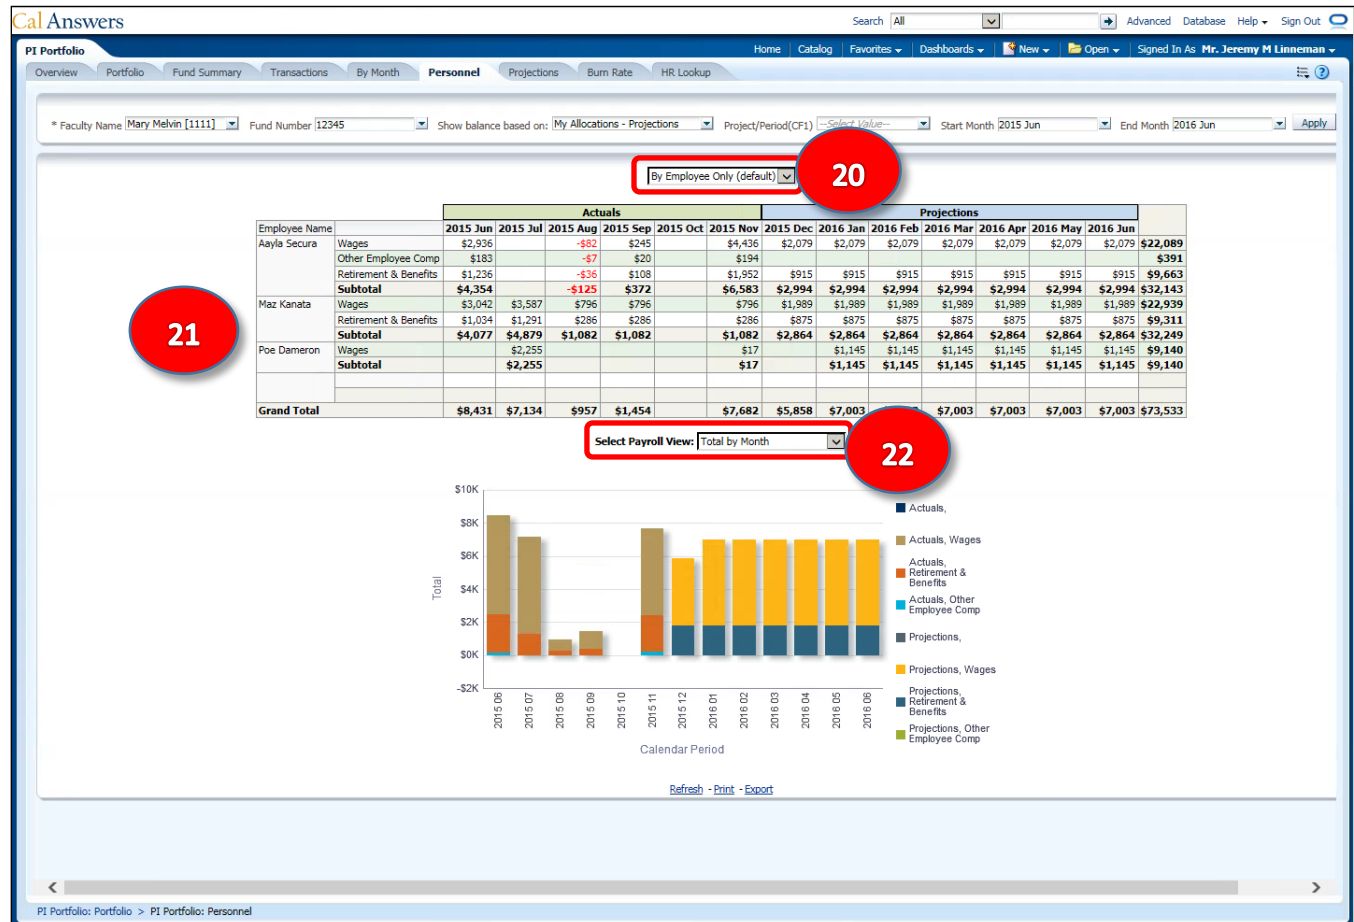 Cal Answers
Search All Advanced Database Help Sign Out
PI Portfolio
Home Catalog Favorites Dashboards New Open Signed In As Mr. Jeremy M Linneman
Overview Portfolio Fund Summary Transactions By Month Personnel Projections Burn Rate HR Lookup
* Faculty Name Mary Melvin [1111] Fund Number 12345 Show balance based on: My Allocations - Projections Project/Period(CF1) --Select Value-- Start Month 2015 Jun End Month 2016 Jun Apply
By Employee Only (default)
20
Actuals Projections
Employee Name 2015 Jun 2015 Jul 2015 Aug 2015 Sep 2015 Oct 2015 Nov 2015 Dec 2016 Jan 2016 Feb 2016 Mar 2016 Apr 2016 May 2016 Jun
Aayla Secura Wages $2,936 -$82 $245 $4,436 $2,079 $2,079 $2,079 $2,079 $2,079 $2,079 $2,079 $22,089
Other Employee Comp $183 -$7 $20 $194 $391
Retirement & Benefits $1,236 -$36 $108 $1,952 $915 $915 $915 $915 $915 $915 $915 $9,663
Subtotal $4,354 -$125 $372 $6,583 $2,994 $2,994 $2,994 $2,994 $2,994 $2,994 $2,994 $32,143
Maz Kanata Wages $3,042 $3,587 $796 $796 $796 $1,989 $1,989 $1,989 $1,989 $1,989 $1,989 $1,989 $22,939
Retirement & Benefits $1,034 $1,291 $286 $286 $286 $875 $875 $875 $875 $875 $875 $875 $9,311
Subtotal $4,077 $4,879 $1,082 $1,082 $1,082 $2,864 $2,864 $2,864 $2,864 $2,864 $2,864 $2,864 $32,249
21
Poe Dameron Wages $2,255 $17 $1,145 $1,145 $1,145 $1,145 $1,145 $1,145 $9,140
Subtotal $2,255 $17 $1,145 $1,145 $1,145 $1,145 $1,145 $1,145 $9,140
Grand Total $8,431 $7,134 $957 $1,454 $7,682 $5,858 $7,003 $7,003 $7,003 $7,003 $7,003 $73,533
Select Payroll View: Total by Month
22
$10K
$8K
$6K
$4K
$2K
$0K
-$2K
Total
2015 06
2015 07
2015 08
2015 09
2015 10
2015 11
2015 12
2016 01
2016 02
2016 03
2016 04
2016 05
2016 06
Calendar Period
Actuals,
Actuals, Wages
Actuals,
Retirement &
Benefits
Actuals, Other
Employee Comp
Projections,
Projections, Wages
Projections,
Retirement &
Benefits
Projections, Other
Employee Comp
Refresh - Print - Export
PI Portfolio: Portfolio > PI Portfolio: Personnel